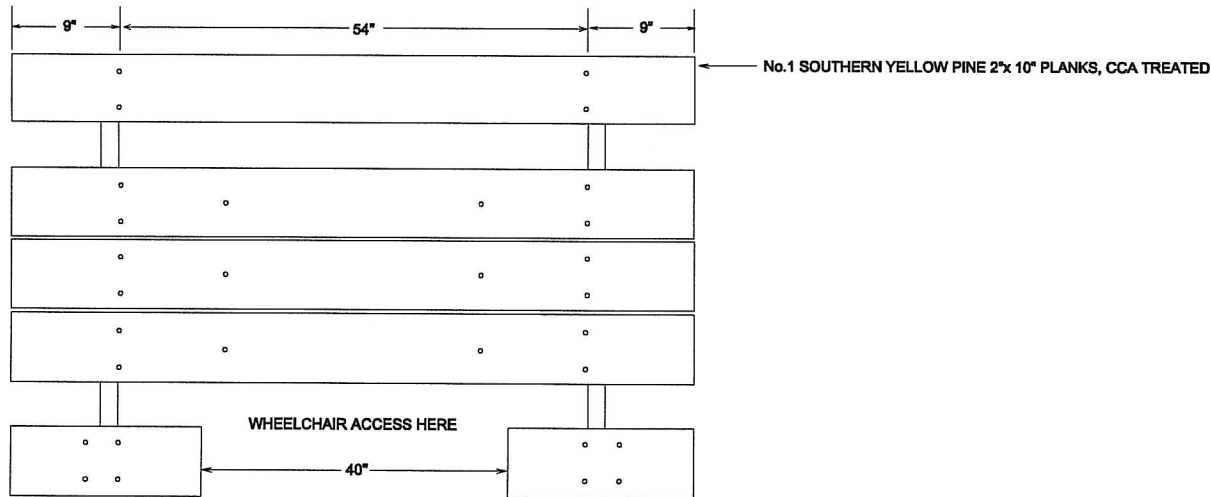 9" 54" 9"
No.1 SOUTHERN YELLOW PINE 2"x 10" PLANKS, CCA TREATED
WHEELCHAIR ACCESS HERE
40"